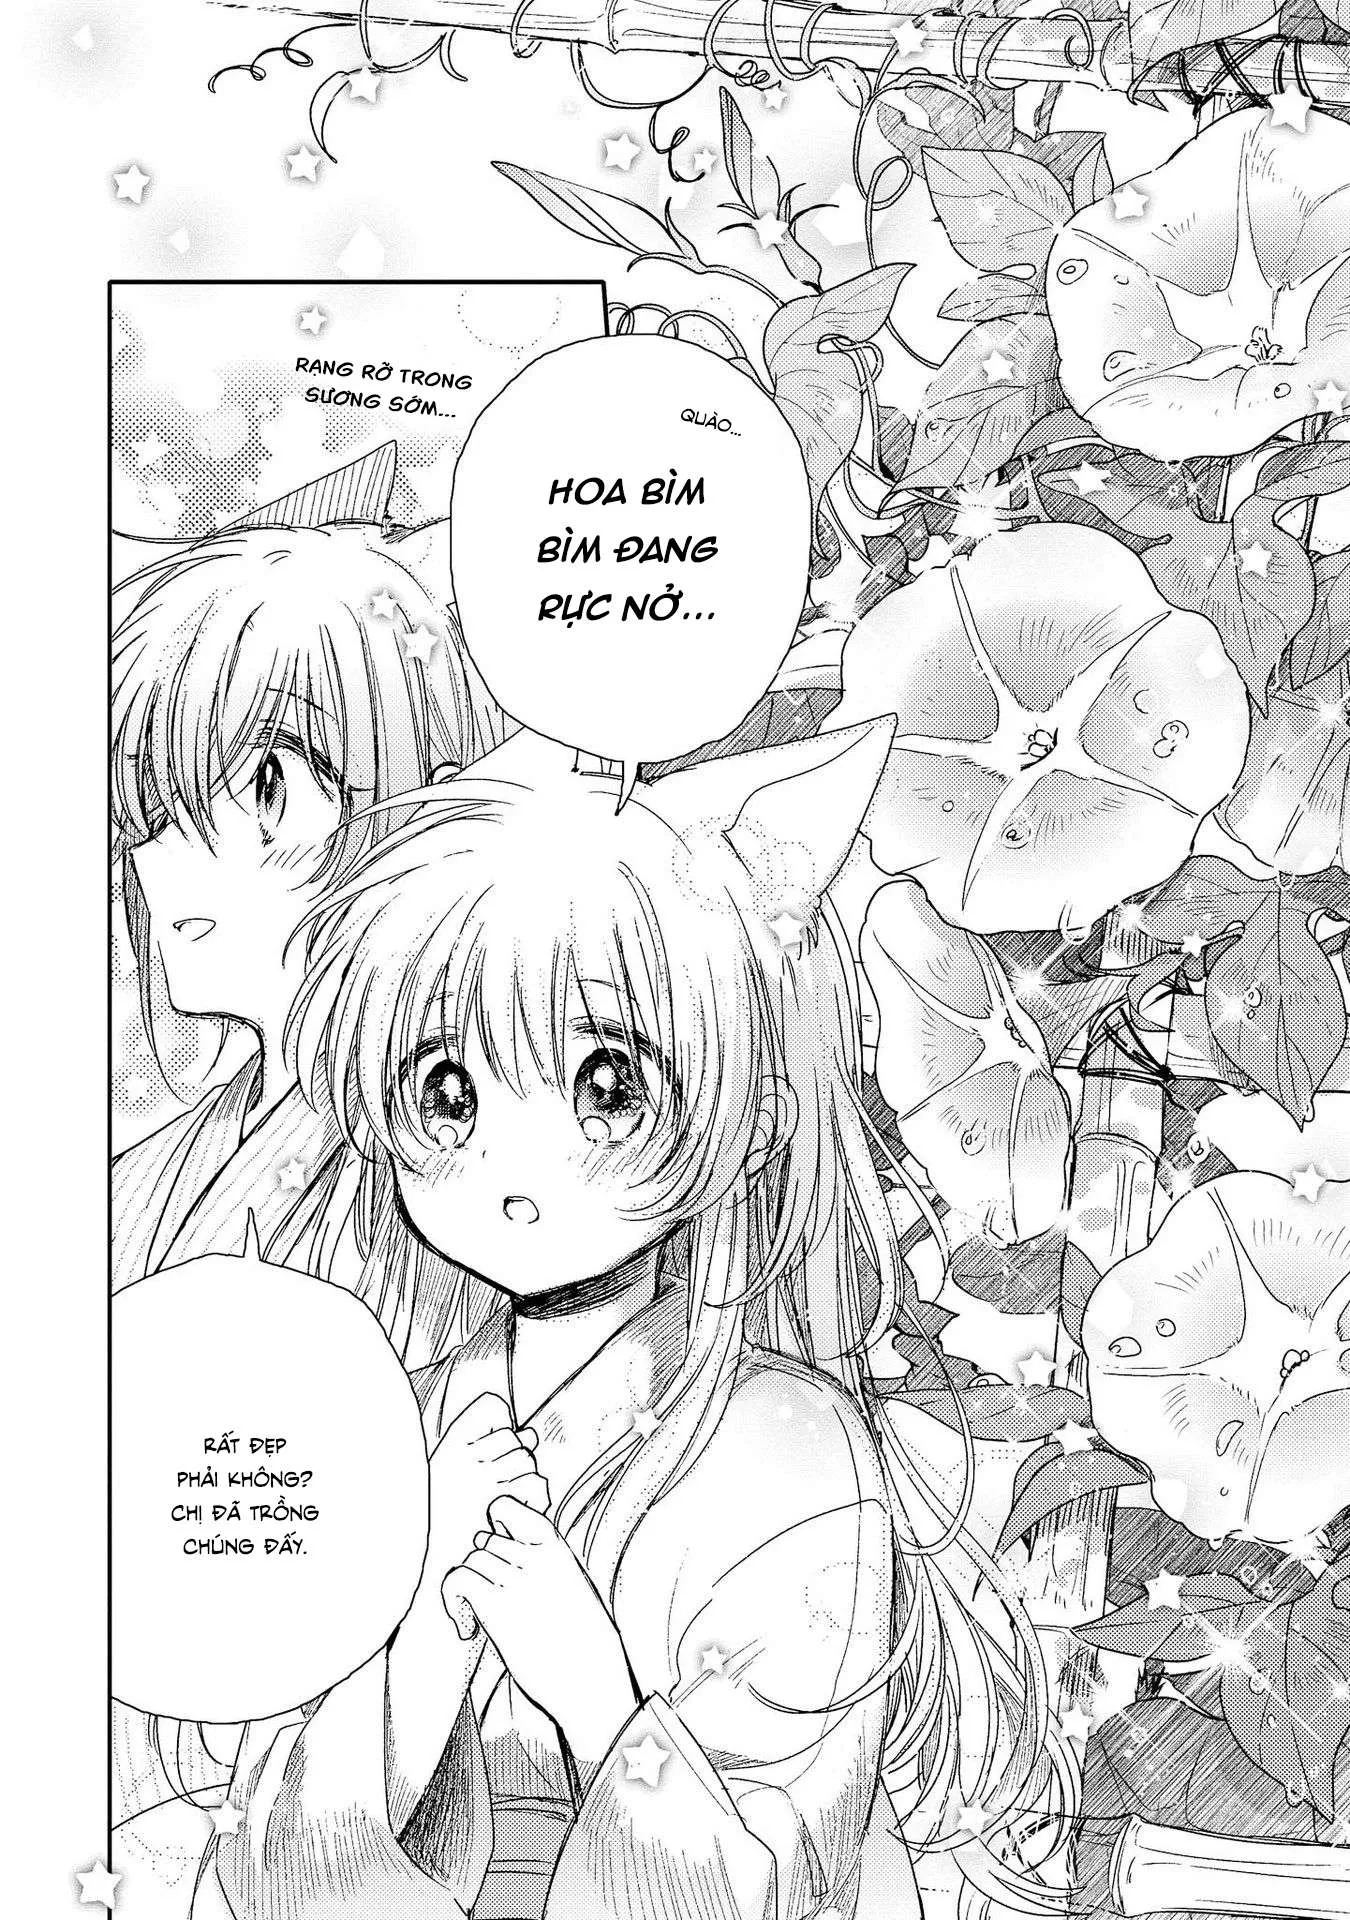 QUÀO...
HOA BÌM
BÌM ĐANG
RỰC NỞ...
RẠNG RỠ TRONG
SƯƠNG SỚM...
RẤT ĐẸP
PHẢI KHÔNG?
CHỊ ĐÃ TRỒNG
CHÚNG ĐẤY.